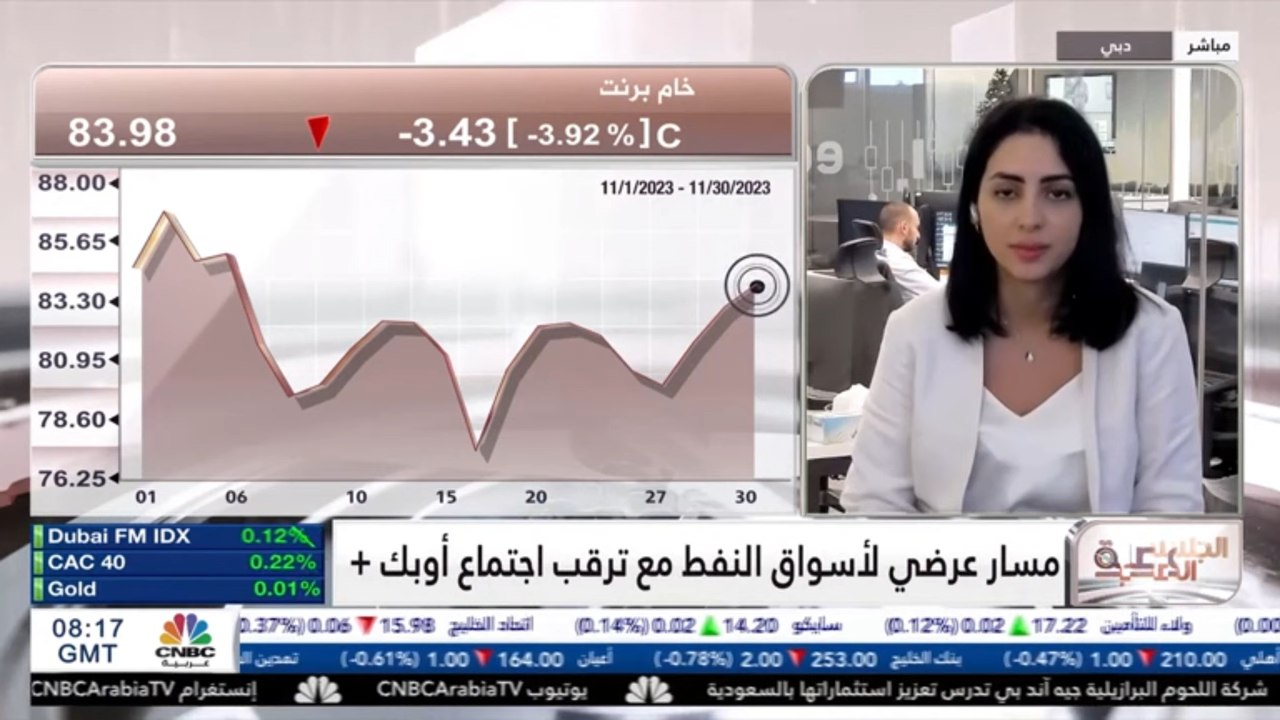 مباشر دبي
خام برنت
83.98 -3.43 [ -3.92 % ] C
11/1/2023 - 11/30/2023
88.00
85.65
83.30
80.95
78.60
76.25
01 06 10 15 20 27 30
مسار عرضي لأسواق النفط مع ترقب اجتماع أوبك +
Dubai FM IDX 0.12%
CAC 40 0.22%
Gold 0.01%
08:17
GMT
CNBC
عربية
17.22 0.02 (0.12%) سابكو 14.20 0.02 (0.14%) اتحاد الخليج 15.98 0.06 (0.37%)
210.00 1.00 (-0.47%) بنك الخليج 253.00 2.00 (-0.78%) أعيان 164.00 1.00 (-0.61%)
شركة اللحوم البرازيلية جيه آند بي تدرس تعزيز استثماراتها بالسعودية يوتيوب CNBCArabiaTV إنستغرام CNBCArabiaTV